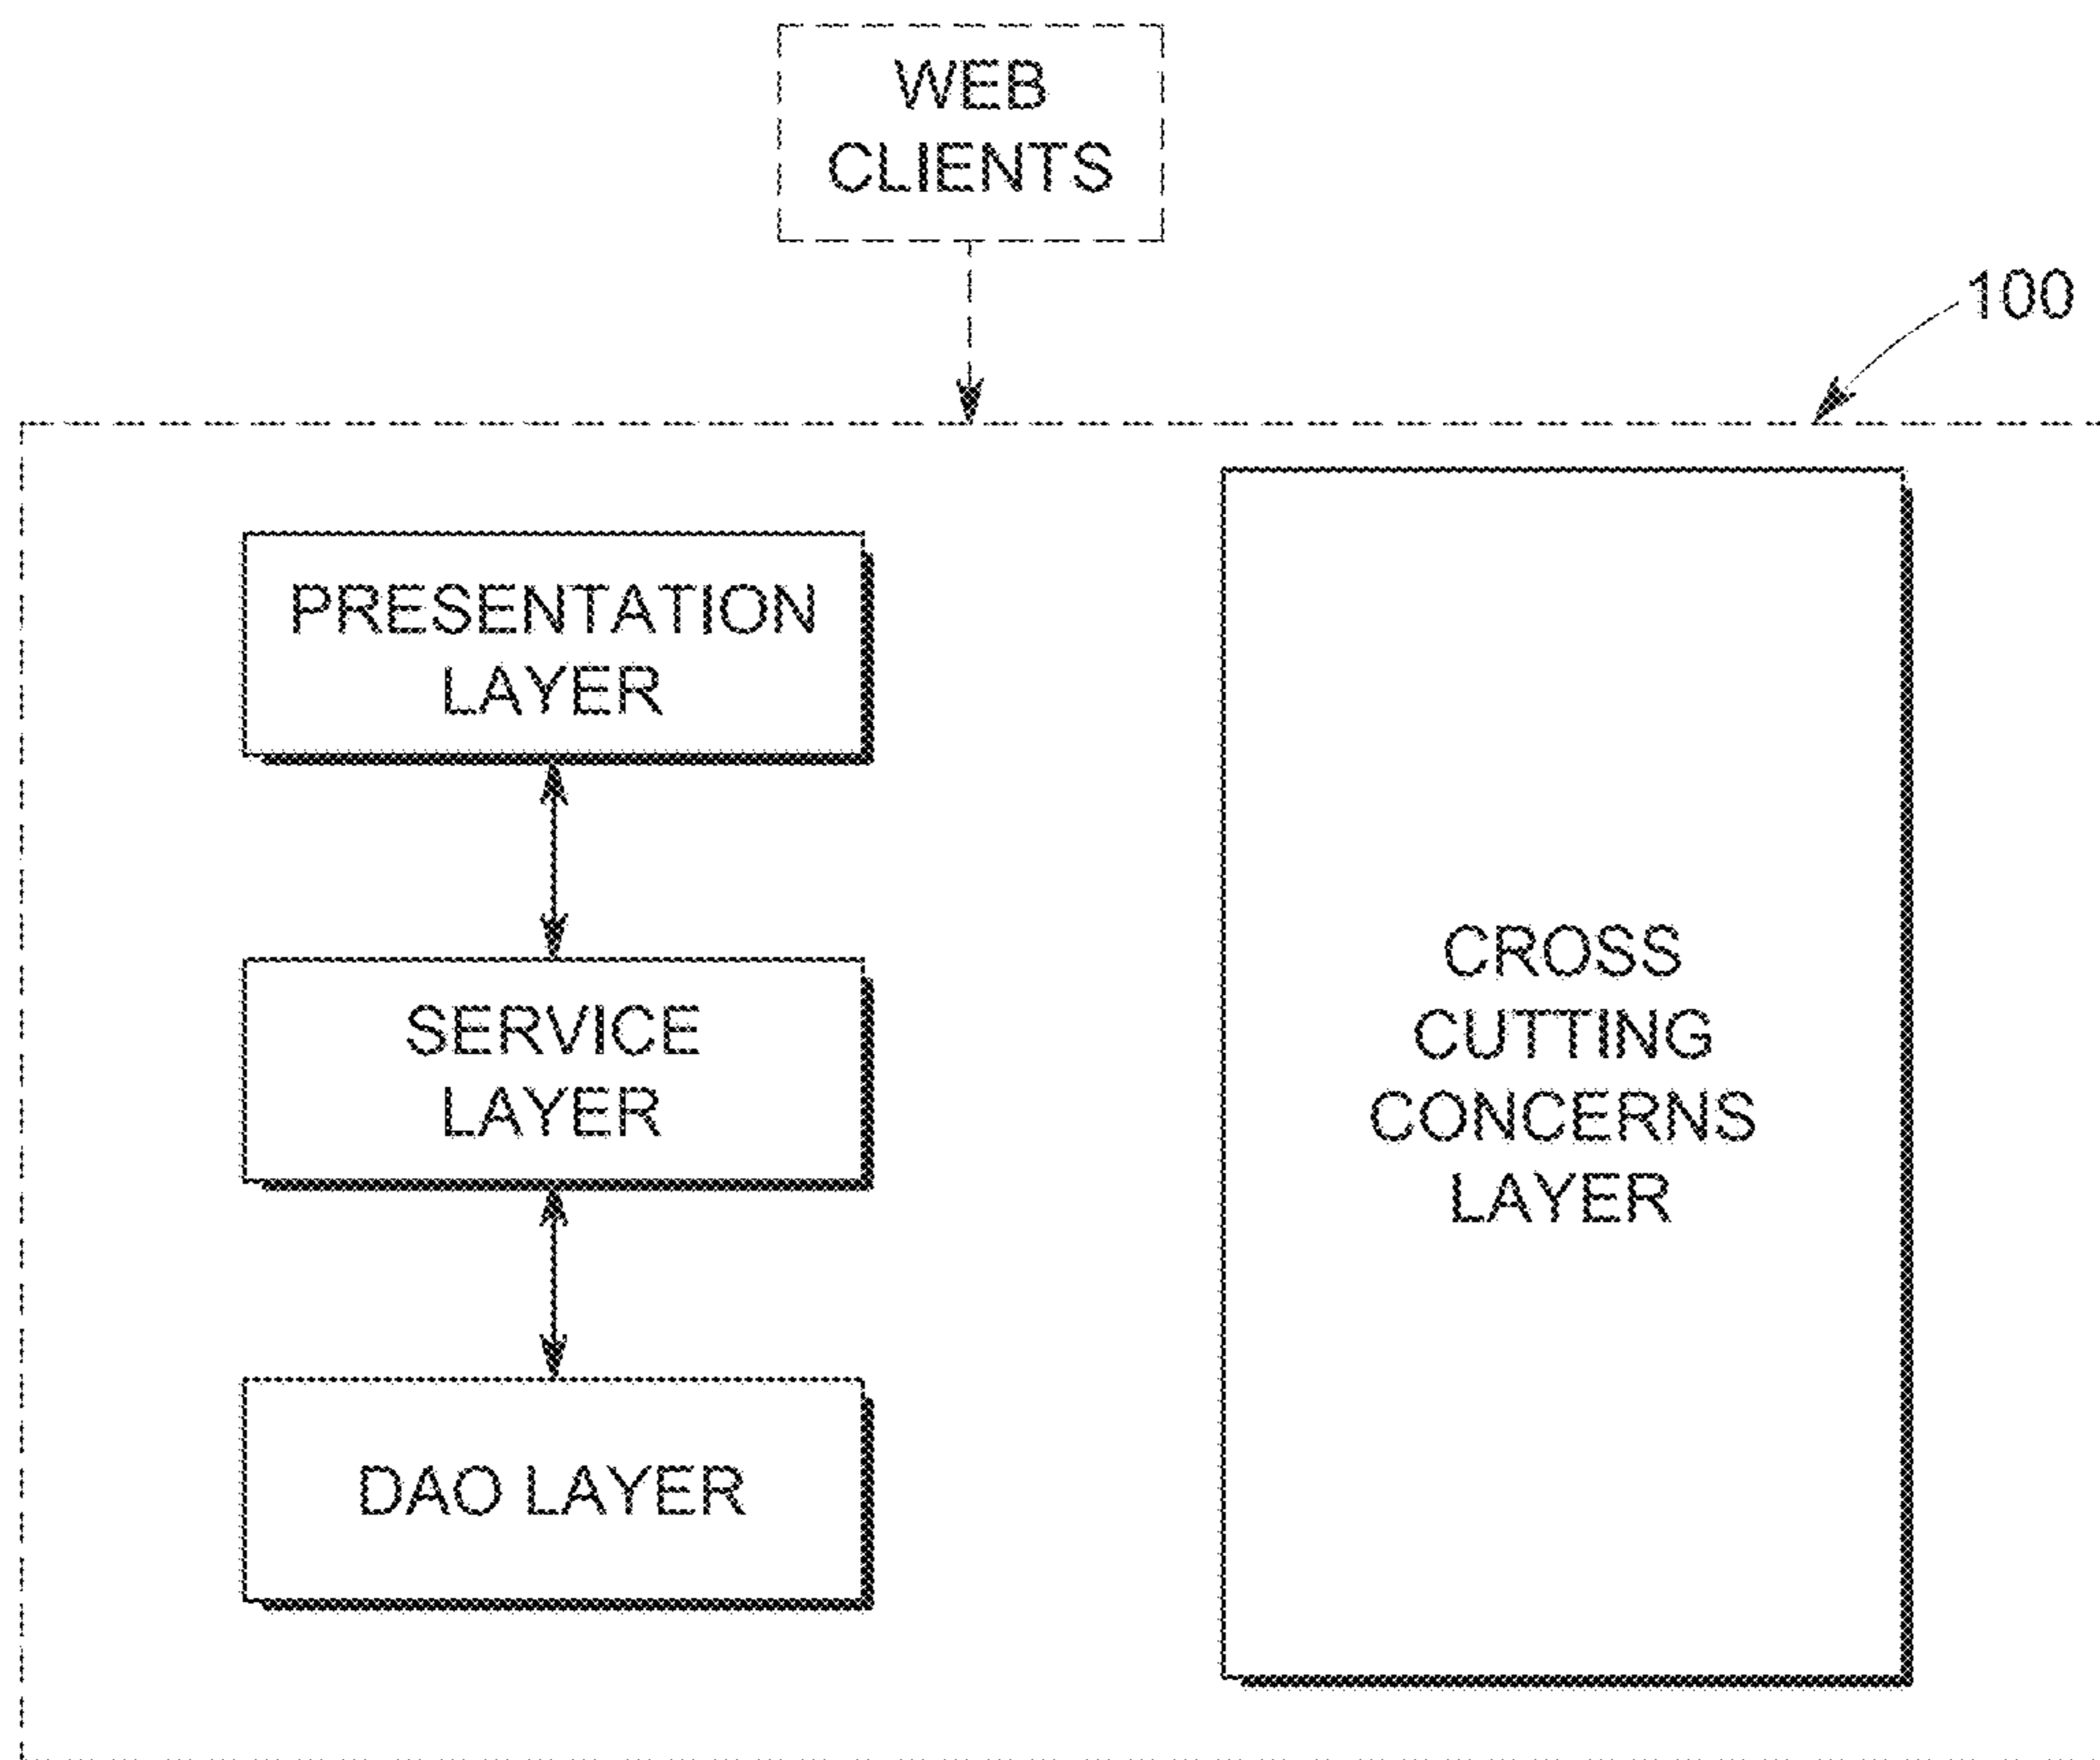 WEB
CLIENTS
100
PRESENTATION
LAYER
SERVICE
LAYER
DAO LAYER
CROSS
CUTTING
CONCERNS
LAYER